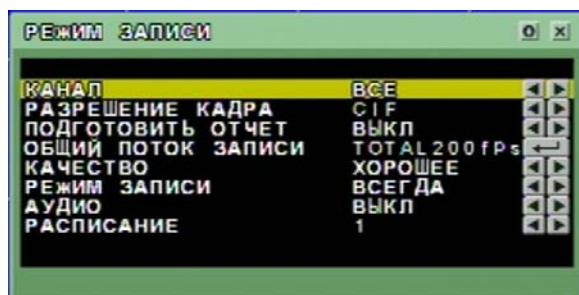 РЕЖИМ ЗАПИСИ
КАНАЛ ВСЕ
РАЗРЕШЕНИЕ КАДРА CIF
ПОДГОТОВИТЬ ОТЧЕТ ВЫКЛ
ОБЩИЙ ПОТОК ЗАПИСИ TOTAL200fPs
КАЧЕСТВО ХОРОШЕЕ
РЕЖИМ ЗАПИСИ ВСЕГДА
АУДИО ВЫКЛ
РАСПИСАНИЕ 1